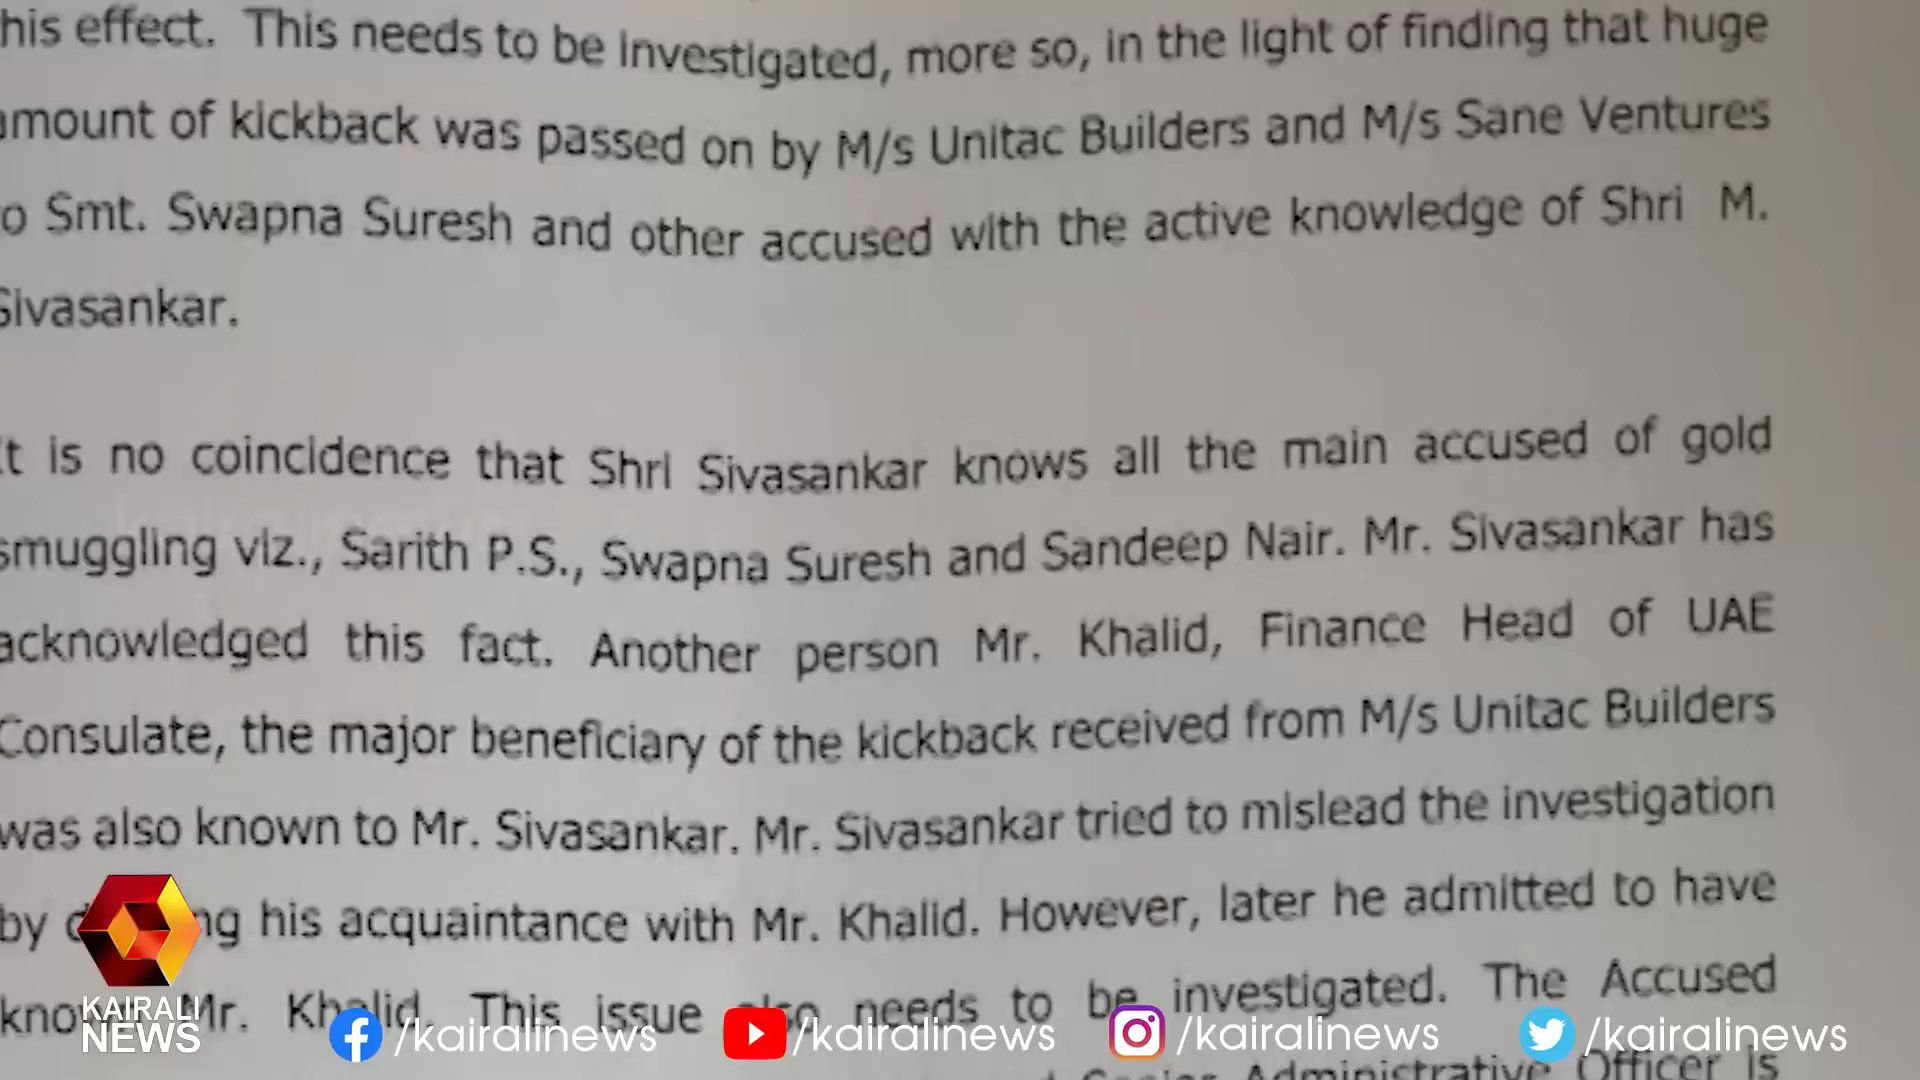 his effect. This needs to be investigated, more so, in the light of finding that huge
amount of kickback was passed on by M/s Unitac Builders and M/s Sane Ventures
to Smt. Swapna Suresh and other accused with the active knowledge of Shri M.
Sivasankar.
It is no coincidence that Shri Sivasankar knows all the main accused of gold
smuggling viz., Sarith P.S., Swapna Suresh and Sandeep Nair. Mr. Sivasankar has
acknowledged this fact. Another person Mr. Khalid, Finance Head of UAE
Consulate, the major beneficiary of the kickback received from M/s Unitac Builders
was also known to Mr. Sivasankar. Mr. Sivasankar tried to mislead the investigation
by his acquaintance with Mr. Khalid. However, later he admitted to have
Mr. Khalid. This issue also needs to be investigated. The Accused
Senior Administrative Officer is
KAIRALI
NEWS
/kairalinews
/kairalinews
/kairalinews
/kairalinews